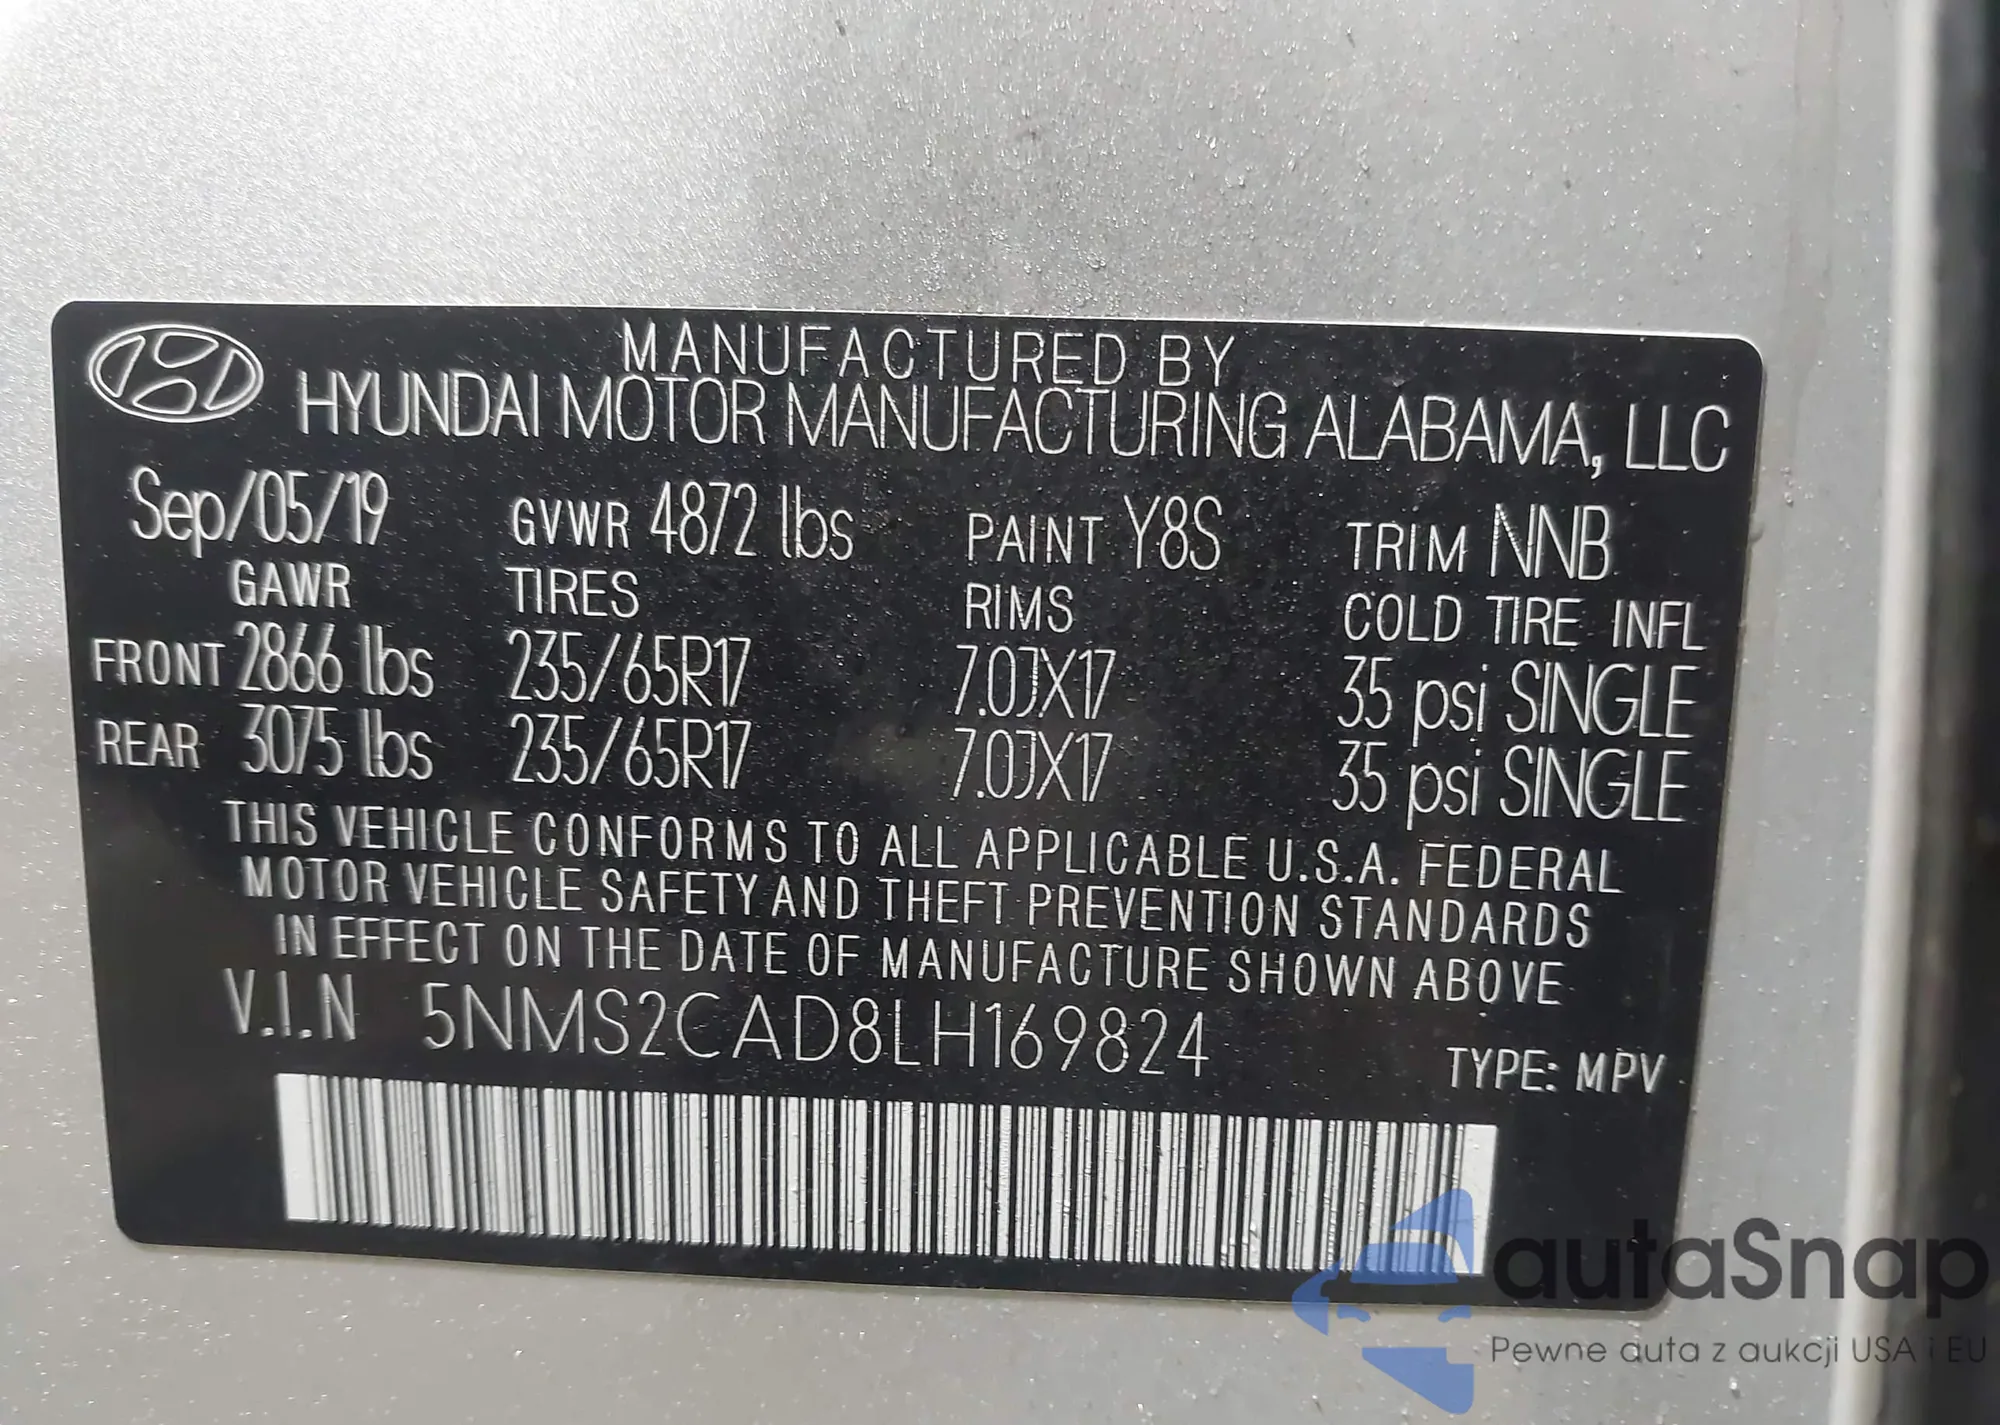 MANUFACTURED BY
HYUNDAI MOTOR MANUFACTURING ALABAMA, LLC
Sep/05/19 GVWR 4872 lbs PAINT Y8S TRIM NNB
GAWR TIRES RIMS COLD TIRE INFL
FRONT 2866 lbs 235/65R17 7.0JX17 35 psi SINGLE
REAR 3075 lbs 235/65R17 7.0JX17 35 psi SINGLE
THIS VEHICLE CONFORMS TO ALL APPLICABLE U.S.A. FEDERAL
MOTOR VEHICLE SAFETY AND THEFT PREVENTION STANDARDS
IN EFFECT ON THE DATE OF MANUFACTURE SHOWN ABOVE
V.I.N 5NMS2CAD8LH169824 TYPE: MPV
autaSnap
Pewne auta z aukcji USA i EU